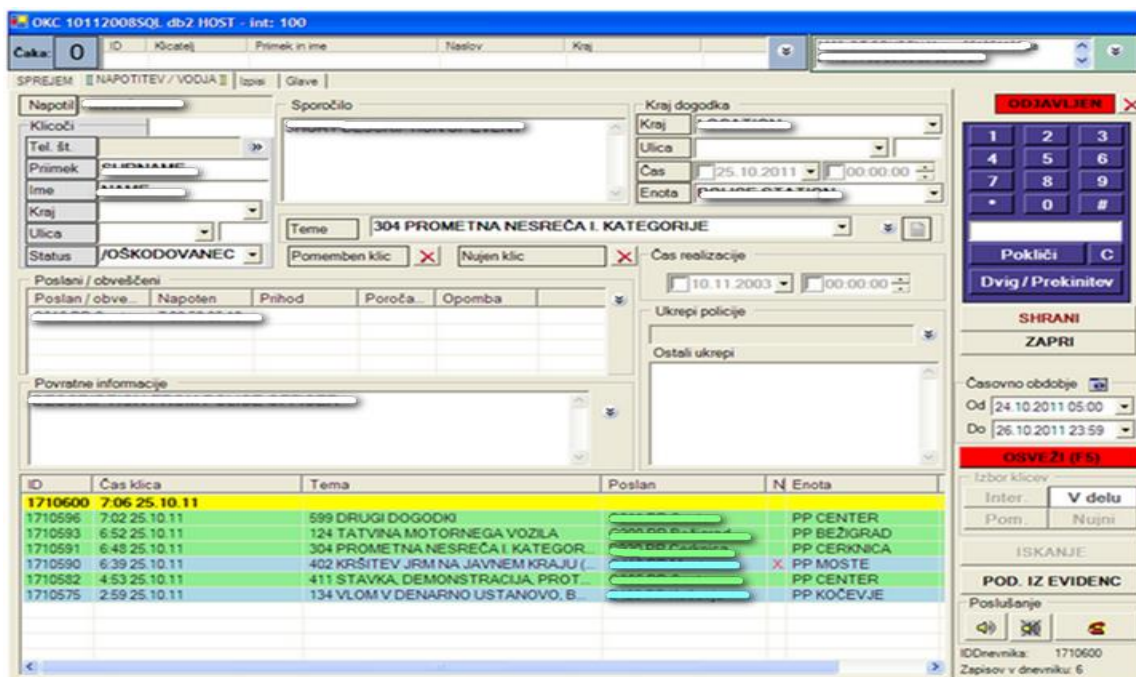 OKC 10112008SQL db2 HOST - int: 100
Čaka: 0 ID Klicatelj Priimek in ime Naslov Kraj
SPREJEM NAPOTITEV / VODJA Izpisi Glave
Napotil Sporočilo Kraj dogodka ODJAVLJEN X
Kličoči Kraj
Tel. št. Ulica
Priimek Čas 25.10.2011 00:00:00
Ime Enota
Kraj
Ulica Teme 304 PROMETNA NESREČA I. KATEGORIJE
Status /OŠKODOVANEC Pomemben klic X Nujen klic X Čas realizacije
10.11.2003 00:00:00
1 2 3
4 5 6
7 8 9
* 0 #
Pokliči C
Dvig / Prekinitev
Poslani / obveščeni Ukrepi policije SHRANI
Poslan / obve... Napoten Prihod Poroča... Opomba
ZAPRI
Ostali ukrepi
Povratne informacije
Časovno obdobje
Od 24.10.2011 05:00
Do 26.10.2011 23:59
OSVEŽI (F5)
ID Čas klica Tema Poslan N Enota
1710600 7:06 25.10.11
1710596 7:02 25.10.11 599 DRUGI DOGODKI PP CENTER
1710593 6:52 25.10.11 124 TATVINA MOTORNEGA VOZILA PP BEŽIGRAD
1710591 6:48 25.10.11 304 PROMETNA NESREČA I. KATEGOR... PP CERKNICA
1710590 6:39 25.10.11 402 KRŠITEV JRM NA JAVNEM KRAJU (... X PP MOSTE
1710582 4:53 25.10.11 411 STAVKA, DEMONSTRACIJA, PROT... PP CENTER
1710575 2:59 25.10.11 134 VLOM V DENARNO USTANOVO, B... PP KOČEVJE
Izbor klicev
Inter. V delu
Pom. Nujni
ISKANJE
POD. IZ EVIDENC
Poslušanje
IDDnevnika: 1710600
Zapisov v dnevniku: 6